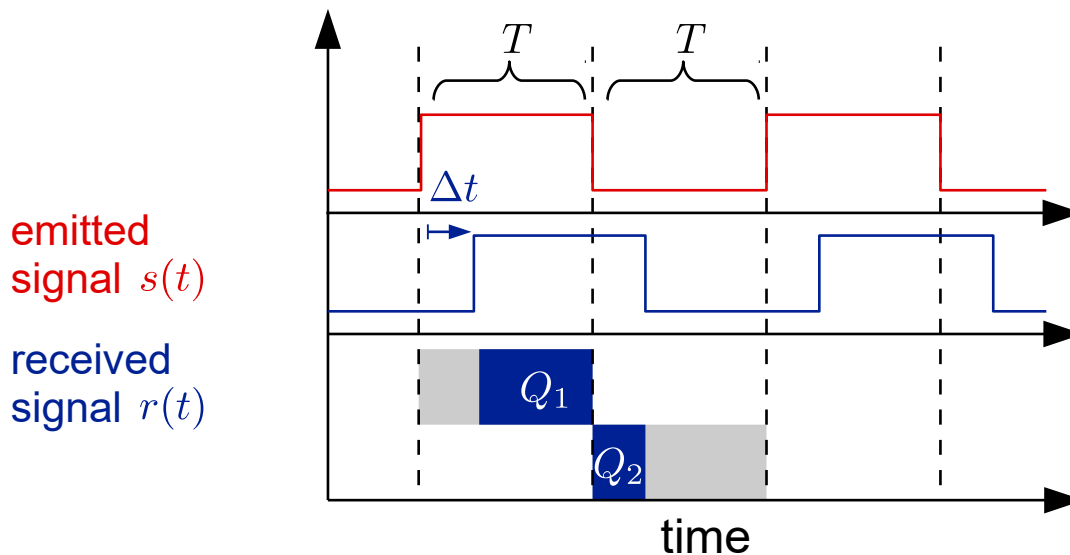 T T
Δt
emitted
signal s(t)
received
signal r(t)
Q₁
Q₂
time